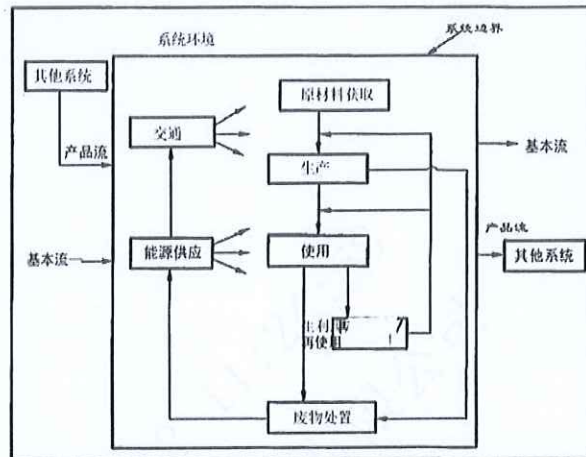 系统环境
系统边界
其他系统
原材料获取
交通
产品流
基本流
生产
产品流
基本流
能源供应
使用
其他系统
再使用
废物处置